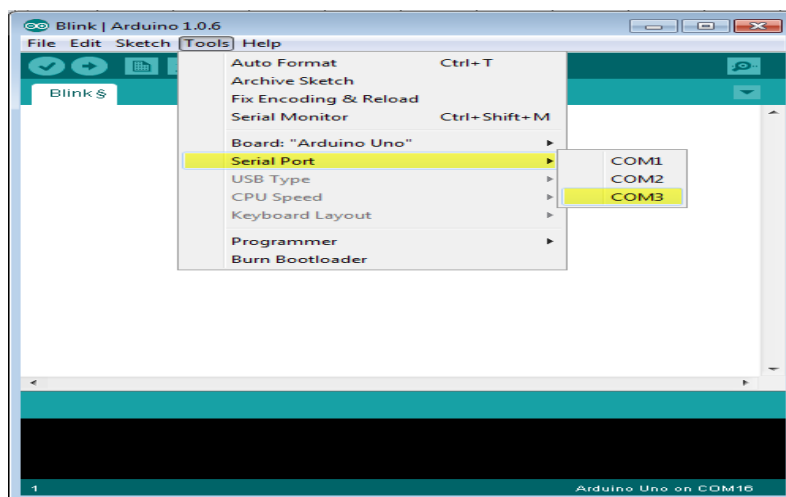 Blink | Arduino 1.0.6
File Edit Sketch Tools Help
Blink §
Auto Format Ctrl+T
Archive Sketch
Fix Encoding & Reload
Serial Monitor Ctrl+Shift+M
Board: "Arduino Uno"
Serial Port
USB Type
CPU Speed
Keyboard Layout
Programmer
Burn Bootloader
COM1
COM2
COM3
1 Arduino Uno on COM16